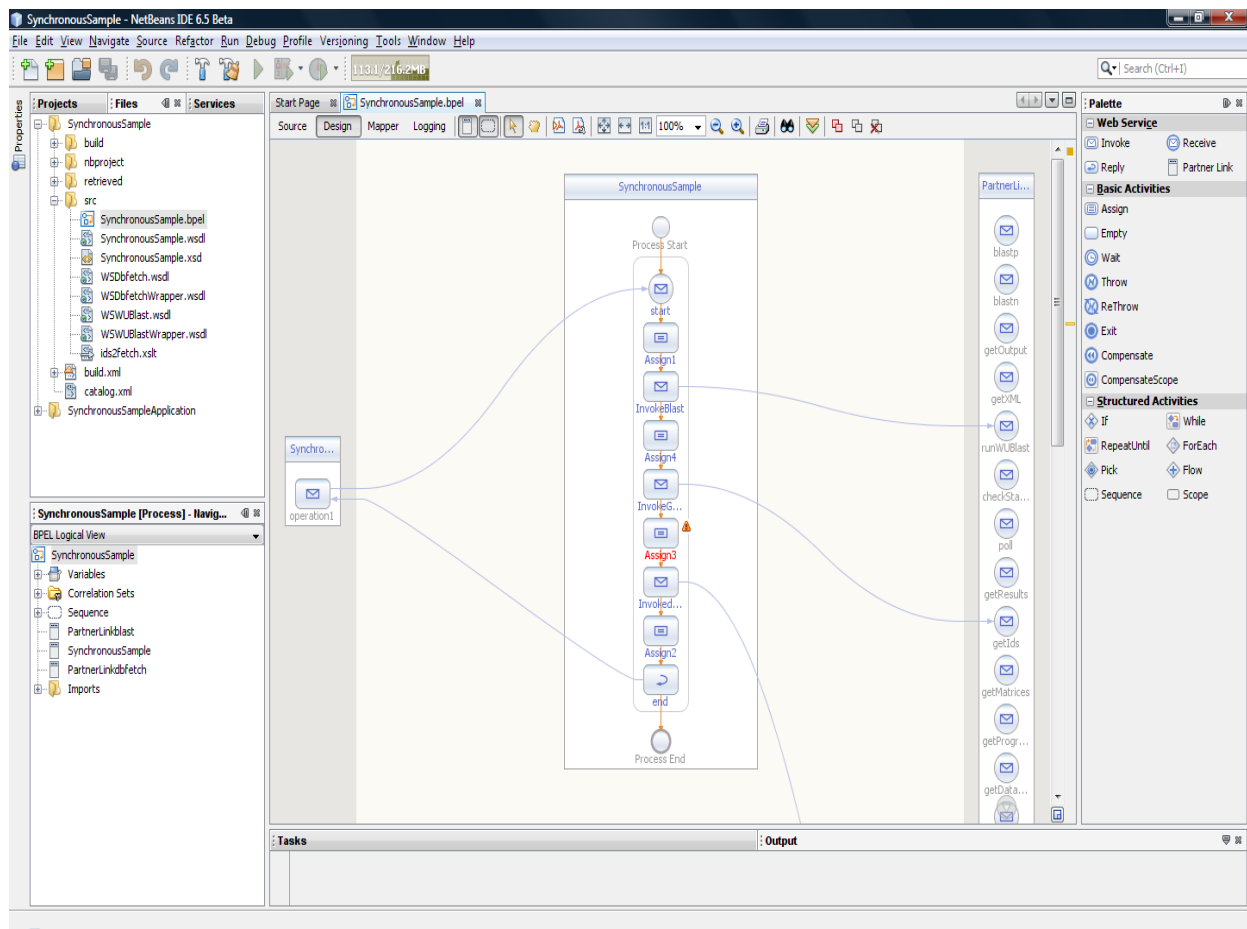 SynchronousSample - NetBeans IDE 6.5 Beta
File Edit View Navigate Source Refactor Run Debug Profile Versioning Tools Window Help
113.1/216.2MB
Search (Ctrl+I)
Properties
Projects Files Services
SynchronousSample
build
nbproject
retrieved
src
SynchronousSample.bpel
SynchronousSample.wsdl
SynchronousSample.xsd
WSDbfetch.wsdl
WSDbfetchWrapper.wsdl
WSWUBlast.wsdl
WSWUBlastWrapper.wsdl
ids2fetch.xslt
build.xml
catalog.xml
SynchronousSampleApplication
SynchronousSample [Process] - Navig...
BPEL Logical View
SynchronousSample
Variables
Correlation Sets
Sequence
PartnerLinkblast
SynchronousSample
PartnerLinkdbfetch
Imports
Start Page SynchronousSample.bpel
Source Design Mapper Logging 1:1 100%
Synchro...
operation1
SynchronousSample
Process Start
start
Assign1
InvokeBlast
Assign4
InvokeG...
Assign3
Invoked...
Assign2
end
Process End
PartnerLi...
blastp
blastn
getOutput
getXML
runWUBlast
checkSta...
poll
getResults
getIds
getMatrices
getProgr...
getData...
Palette
Web Service
Invoke Receive
Reply Partner Link
Basic Activities
Assign
Empty
Wait
Throw
ReThrow
Exit
Compensate
CompensateScope
Structured Activities
If While
RepeatUntil ForEach
Pick Flow
Sequence Scope
Tasks
Output